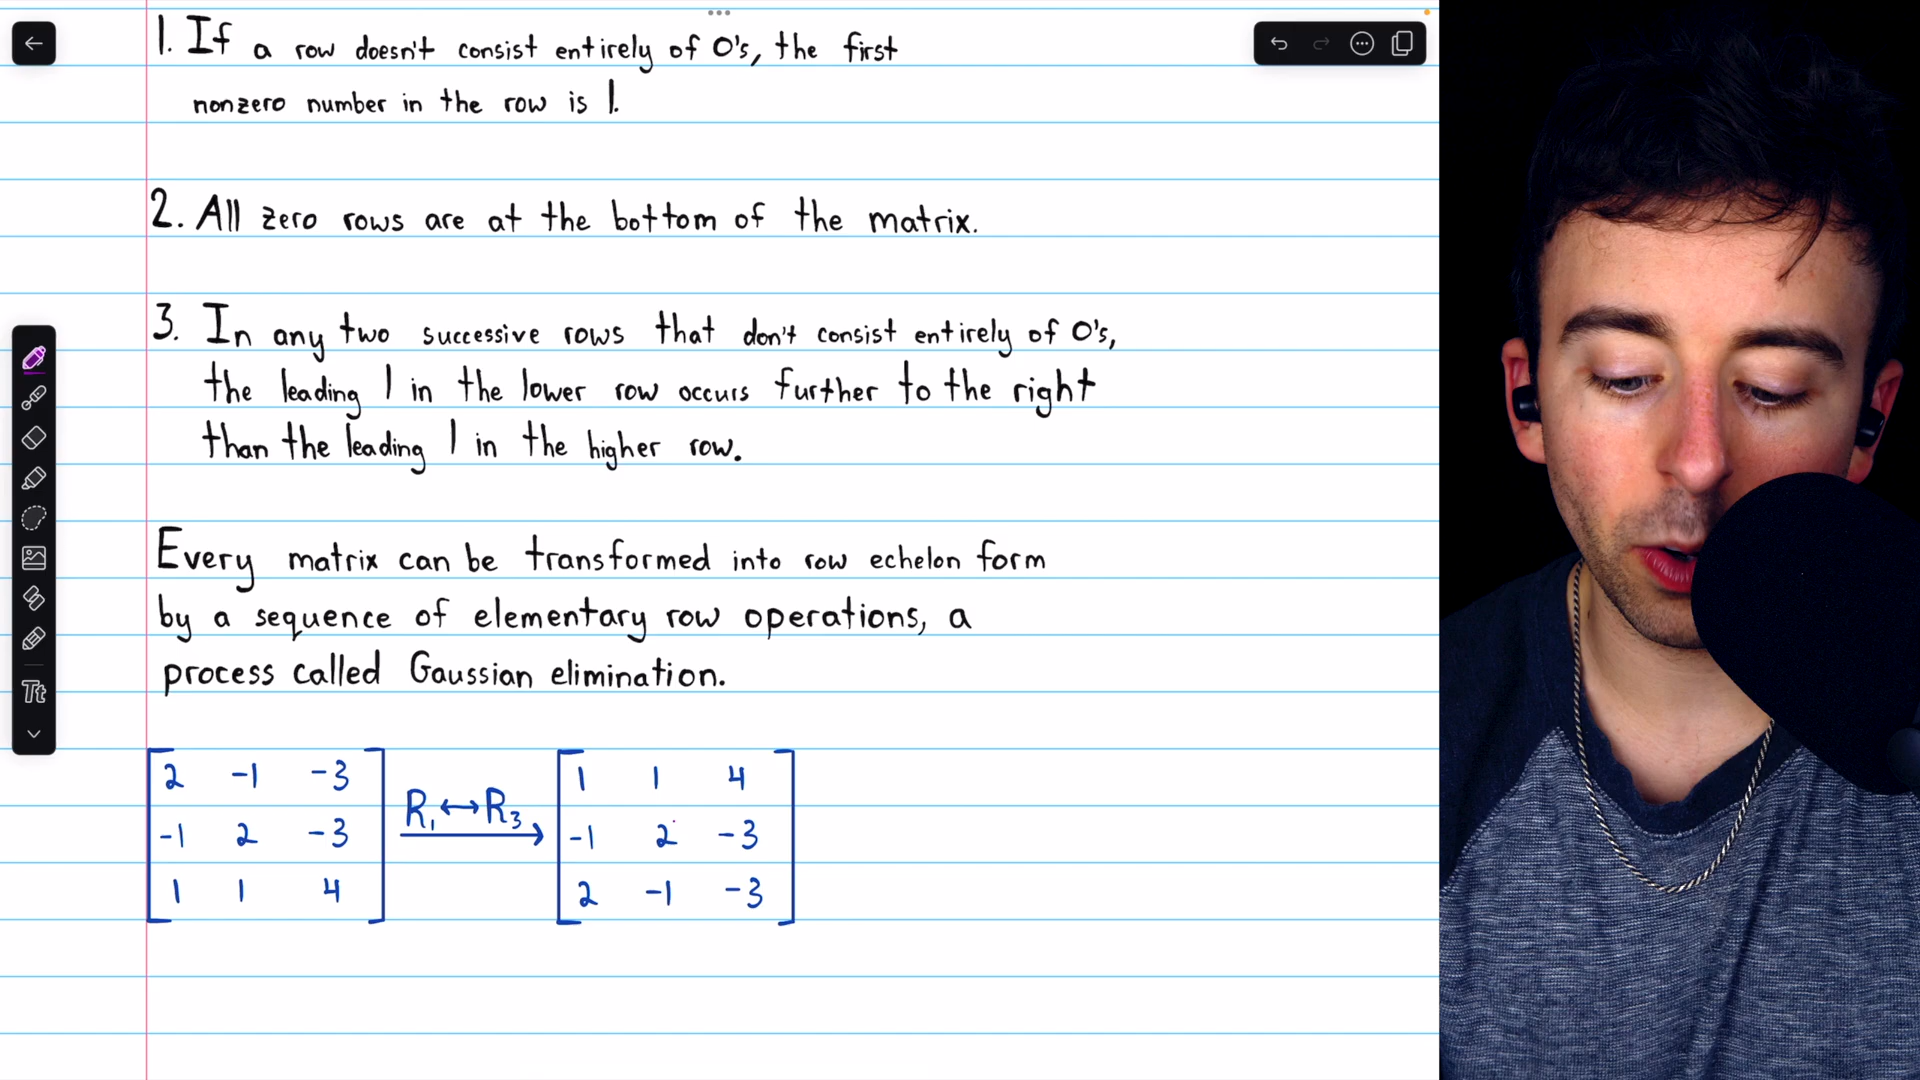 1. If a row doesn't consist entirely of 0's, the first
nonzero number in the row is 1.
2. All zero rows are at the bottom of the matrix.
3. In any two successive rows that don't consist entirely of 0's,
the leading 1 in the lower row occurs further to the right
than the leading 1 in the higher row.
Every matrix can be transformed into row echelon form
by a sequence of elementary row operations, a
process called Gaussian elimination.
2 -1 -3
-1 2 -3
1 1 4
R₁ ↔ R₃
1 1 4
-1 2 -3
2 -1 -3
Tt